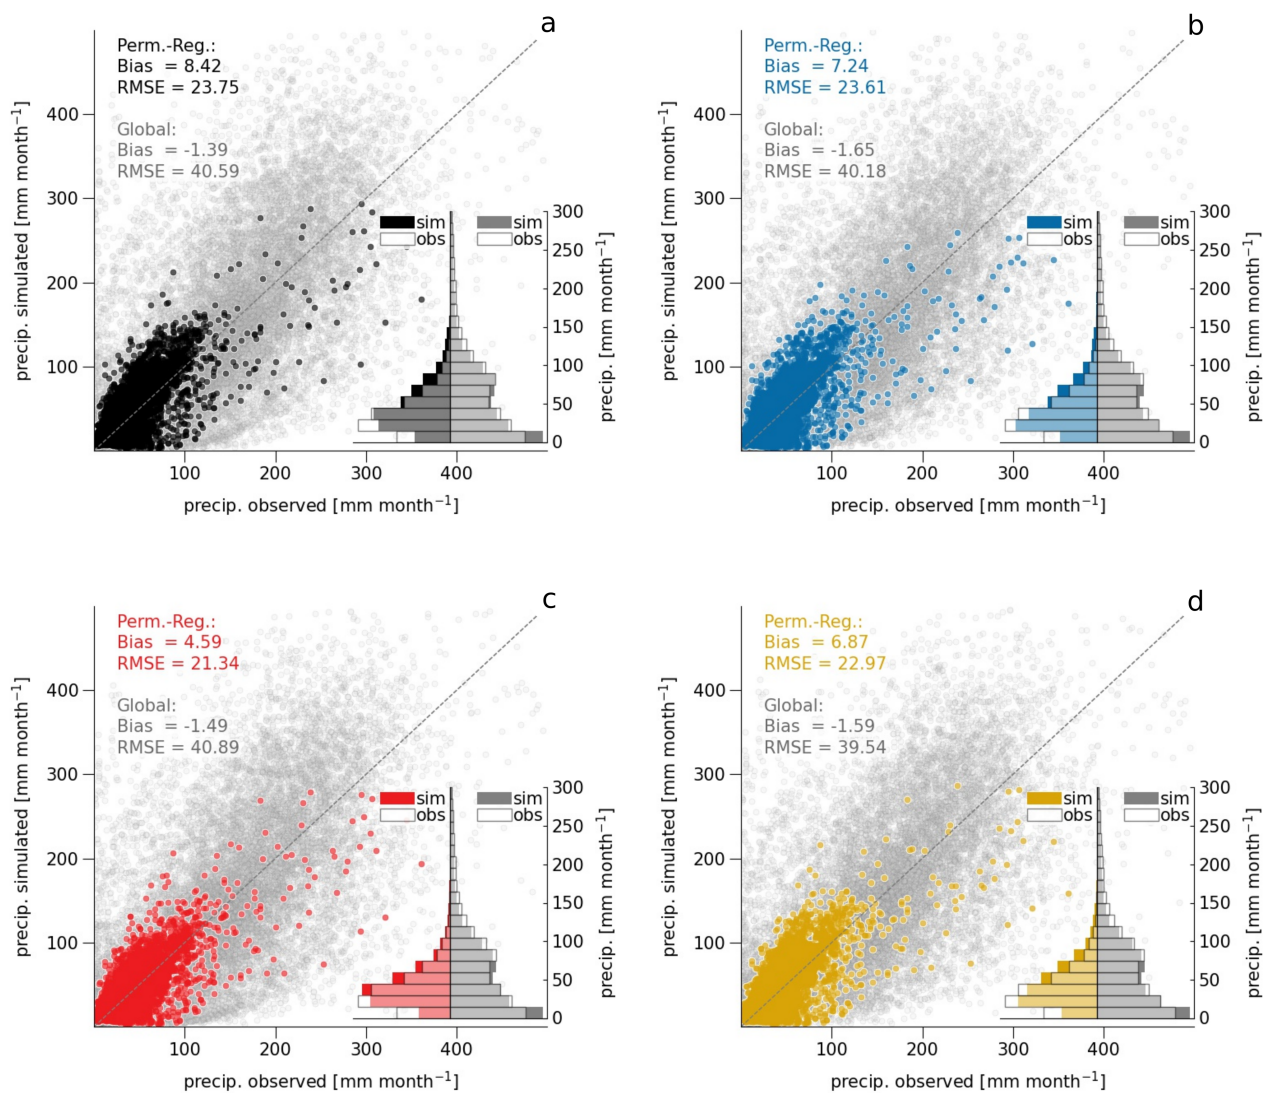 a
Perm.-Reg.:
Bias = 8.42
RMSE = 23.75
Global:
Bias = -1.39
RMSE = 40.59
400
300
200
100
precip. simulated [mm month⁻¹]
100 200 300 400
precip. observed [mm month⁻¹]
sim sim
obs obs
300
250
200
150
100
50
0
precip. [mm month⁻¹]
b
Perm.-Reg.:
Bias = 7.24
RMSE = 23.61
Global:
Bias = -1.65
RMSE = 40.18
400
300
200
100
precip. simulated [mm month⁻¹]
100 200 300 400
precip. observed [mm month⁻¹]
sim sim
obs obs
300
250
200
150
100
50
0
precip. [mm month⁻¹]
c
Perm.-Reg.:
Bias = 4.59
RMSE = 21.34
Global:
Bias = -1.49
RMSE = 40.89
400
300
200
100
precip. simulated [mm month⁻¹]
100 200 300 400
precip. observed [mm month⁻¹]
sim sim
obs obs
300
250
200
150
100
50
0
precip. [mm month⁻¹]
d
Perm.-Reg.:
Bias = 6.87
RMSE = 22.97
Global:
Bias = -1.59
RMSE = 39.54
400
300
200
100
precip. simulated [mm month⁻¹]
100 200 300 400
precip. observed [mm month⁻¹]
sim sim
obs obs
300
250
200
150
100
50
0
precip. [mm month⁻¹]